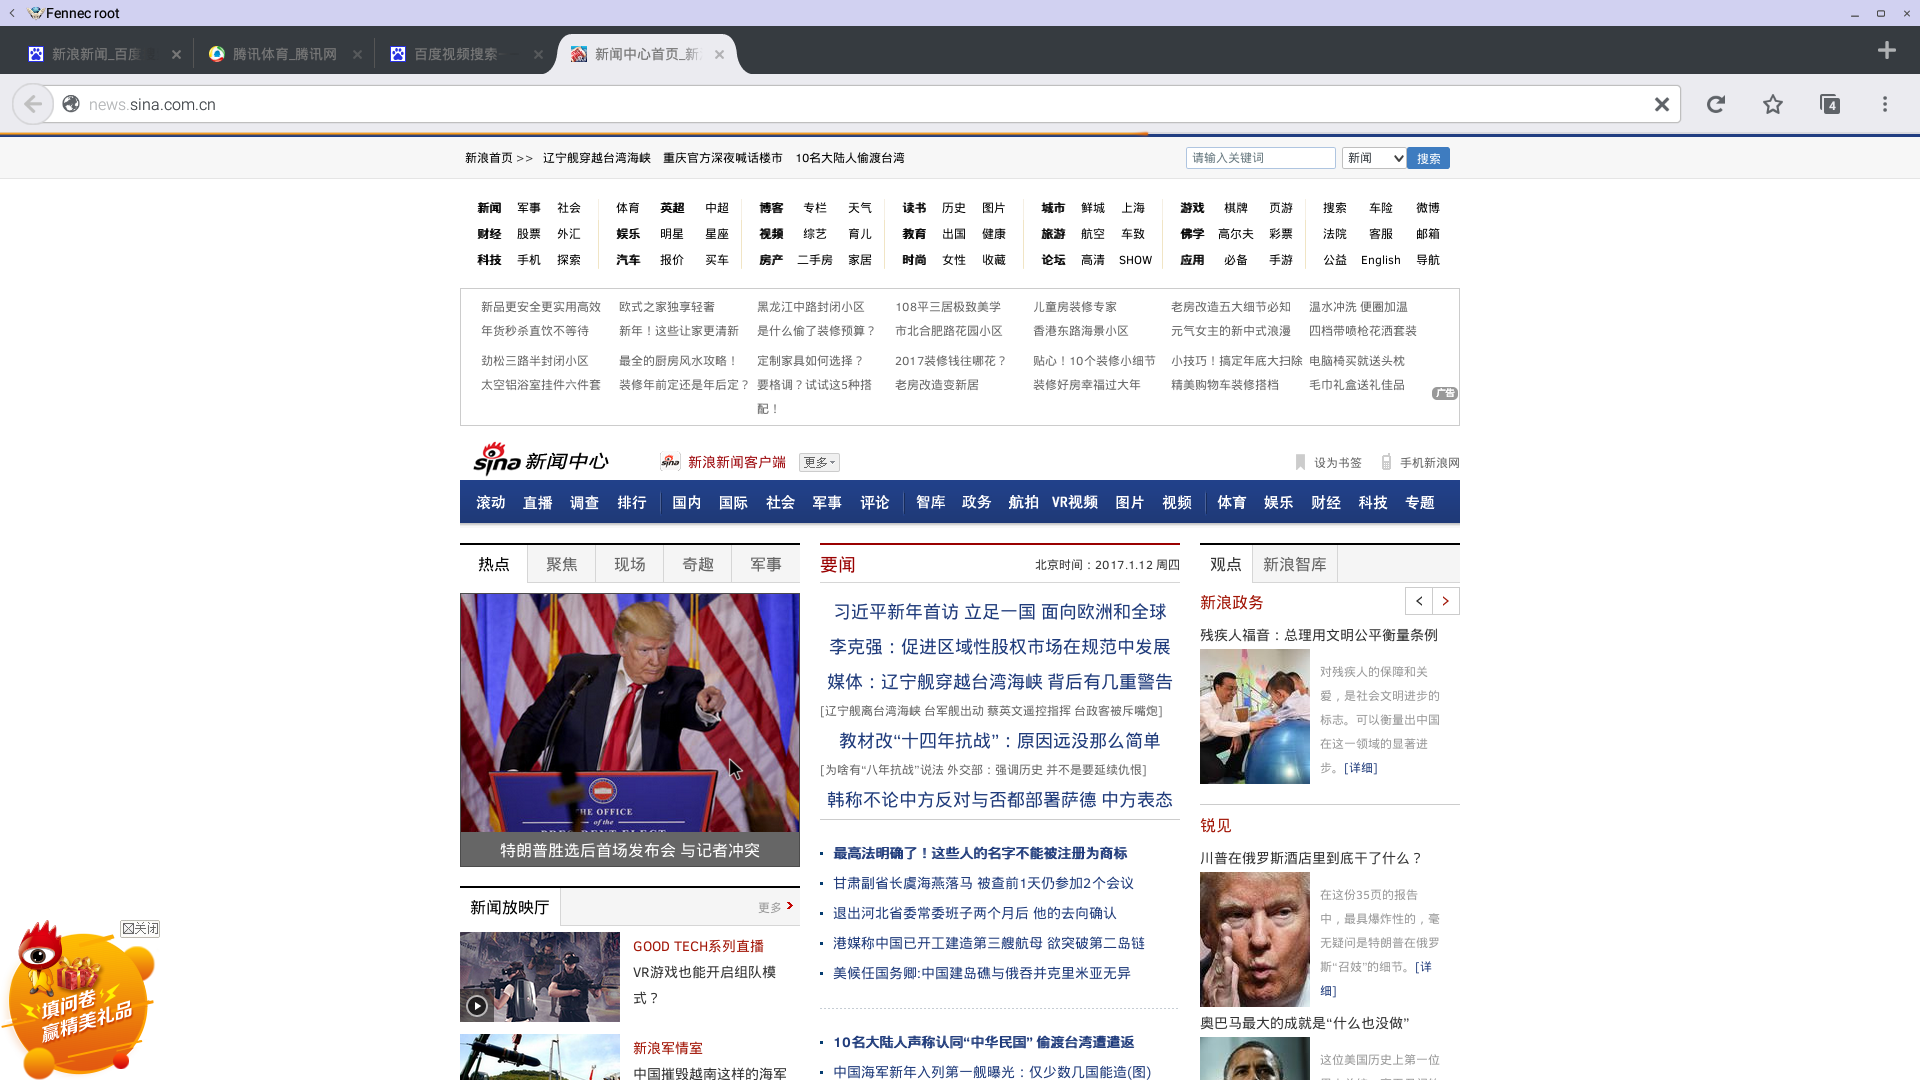 Fennec root
新浪新闻_百度
腾讯体育_腾讯网
百度视频搜索
新闻中心首页_新
news.sina.com.cn
4
新浪首页 >> 辽宁舰穿越台湾海峡 重庆官方深夜喊话楼市 10名大陆人偷渡台湾
请输入关键词 新闻 搜索
新闻 军事 社会 体育 英超 中超 博客 专栏 天气 读书 历史 图片 城市 鲜城 上海 游戏 棋牌 页游 搜索 车险 微博
财经 股票 外汇 娱乐 明星 星座 视频 综艺 育儿 教育 出国 健康 旅游 航空 车致 佛学 高尔夫 彩票 法院 客服 邮箱
科技 手机 探索 汽车 报价 买车 房产 二手房 家居 时尚 女性 收藏 论坛 高清 SHOW 应用 必备 手游 公益 English 导航
新品更安全更实用高效 欧式之家独享轻奢 黑龙江中路封闭小区 108平三居极致美学 儿童房装修专家 老房改造五大细节必知 温水冲洗 便圈加温
年货秒杀直饮不等待 新年！这些让家更清新 是什么偷了装修预算？ 市北合肥路花园小区 香港东路海景小区 元气女主的新中式浪漫 四档带喷枪花洒套装
劲松三路半封闭小区 最全的厨房风水攻略！ 定制家具如何选择？ 2017装修钱往哪花？ 贴心！10个装修小细节 小技巧！搞定年底大扫除 电脑椅买就送头枕
太空铝浴室挂件六件套 装修年前定还是年后定？ 要格调？试试这5种搭 老房改造变新居 装修好房幸福过大年 精美购物车装修搭档 毛巾礼盒送礼佳品
配！
广告
sina 新闻中心
sina 新浪新闻客户端 更多
设为书签 手机新浪网
滚动 直播 调查 排行 国内 国际 社会 军事 评论 智库 政务 航拍 VR视频 图片 视频 体育 娱乐 财经 科技 专题
热点 聚焦 现场 奇趣 军事
THE OFFICE
of the
PRESIDENT ELECT
特朗普胜选后首场发布会 与记者冲突
新闻放映厅 更多
GOOD TECH系列直播
VR游戏也能开启组队模
式？
新浪军情室
中国摧毁越南这样的海军
要闻 北京时间：2017.1.12 周四
习近平新年首访 立足一国 面向欧洲和全球
李克强：促进区域性股权市场在规范中发展
媒体：辽宁舰穿越台湾海峡 背后有几重警告
[辽宁舰离台湾海峡 台军舰出动 蔡英文遥控指挥 台政客被斥嘴炮]
教材改“十四年抗战”：原因远没那么简单
[为啥有“八年抗战”说法 外交部：强调历史 并不是要延续仇恨]
韩称不论中方反对与否都部署萨德 中方表态
最高法明确了！这些人的名字不能被注册为商标
甘肃副省长虞海燕落马 被查前1天仍参加2个会议
退出河北省委常委班子两个月后 他的去向确认
港媒称中国已开工建造第三艘航母 欲突破第二岛链
美候任国务卿:中国建岛礁与俄吞并克里米亚无异
10名大陆人声称认同“中华民国” 偷渡台湾遭遣返
中国海军新年入列第一舰曝光：仅少数几国能造(图)
观点 新浪智库
新浪政务
残疾人福音：总理用文明公平衡量条例
对残疾人的保障和关
爱，是社会文明进步的
标志。可以衡量出中国
在这一领域的显著进
步。[详细]
锐见
川普在俄罗斯酒店里到底干了什么？
在这份35页的报告
中，最具爆炸性的，毫
无疑问是特朗普在俄罗
斯“召妓”的细节。[详
细]
奥巴马最大的成就是“什么也没做”
这位美国历史上第一位
关闭
填问卷
赢精美礼品